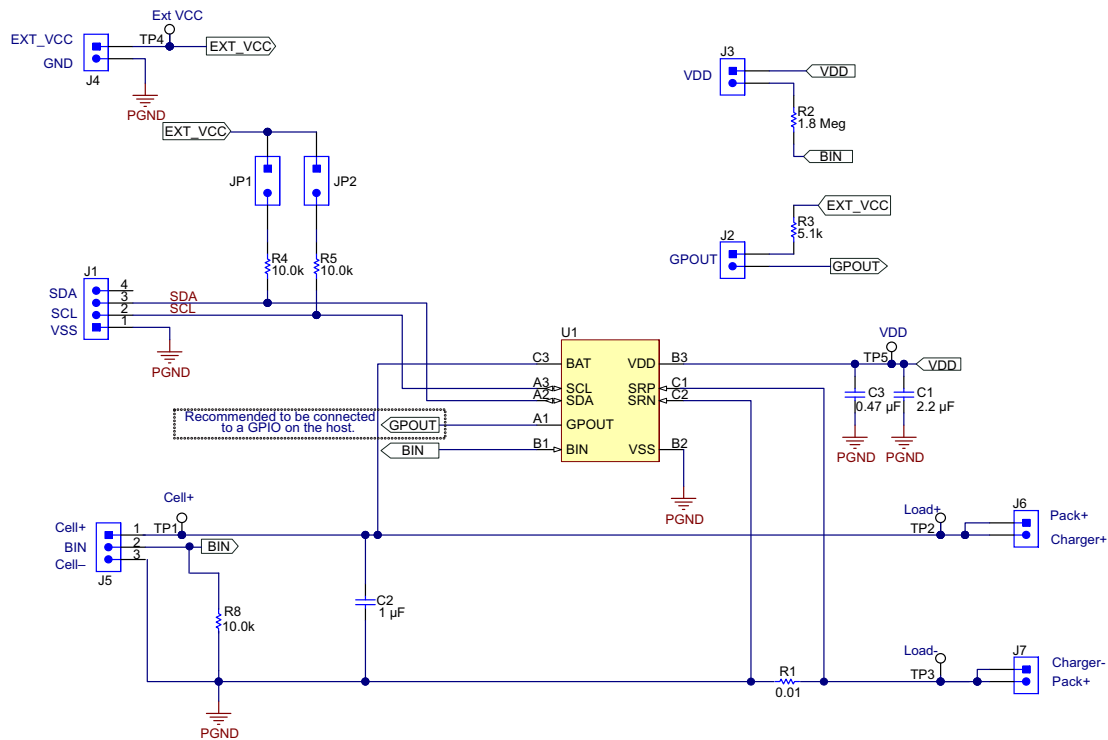 Ext VCC
EXT_VCC
TP4
EXT_VCC
GND
J4
PGND
J3
VDD
VDD
R2
1.8 Meg
BIN
EXT_VCC
JP1
JP2
EXT_VCC
R3
5.1k
J2
GPOUT
GPOUT
R4
10.0k
R5
10.0k
J1
SDA
SCL
VSS
4
3
2
1
SDA
SCL
PGND
U1
C3
BAT
A3
SCL
A2
SDA
A1
GPOUT
B1
BIN
VDD
B3
SRP
C1
SRN
C2
VSS
B2
PGND
VDD
TP5
VDD
C3
0.47 µF
C1
2.2 µF
PGND
PGND
Recommended to be connected
to a GPIO on the host.
GPOUT
BIN
Cell+
Cell+
1
TP1
BIN
2
BIN
Cell–
3
J5
R8
10.0k
C2
1 µF
PGND
Load+
TP2
J6
Pack+
Charger+
R1
0.01
Load-
TP3
J7
Charger-
Pack+